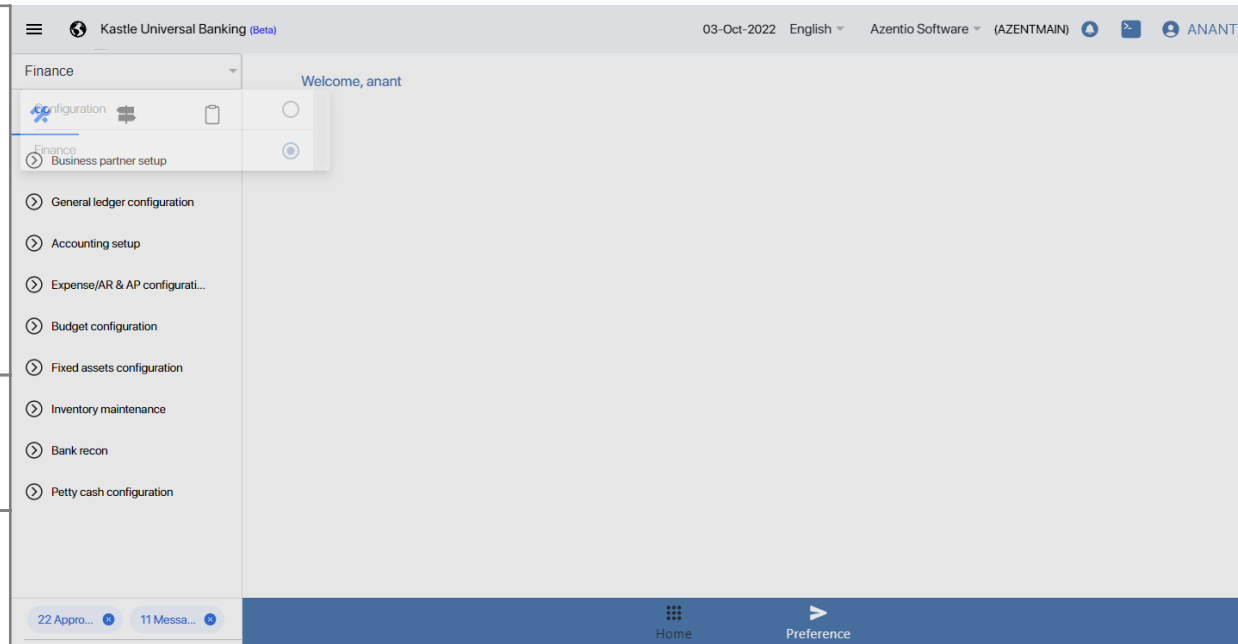 Kastle Universal Banking (Beta)
03-Oct-2022 English Azentio Software (AZENTMAIN) ANANT
Finance
Welcome, anant
Configuration
Finance
Business partner setup
General ledger configuration
Accounting setup
Expense/AR & AP configurati...
Budget configuration
Fixed assets configuration
Inventory maintenance
Bank recon
Petty cash configuration
22 Appro... 11 Messa...
Home Preference